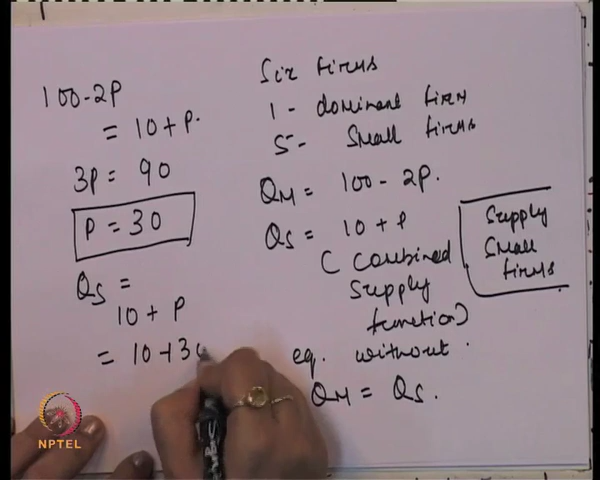 100-2P
= 10+P.
3P = 90
P = 30
QS =
10 + P
= 10+30
Six firms
1 - dominant firm
5 - Small firms
QM = 100 - 2P.
QS = 10 + P
( Combined
Supply
function)
eq. without.
QM = QS.
Supply
Small
firms
NPTEL